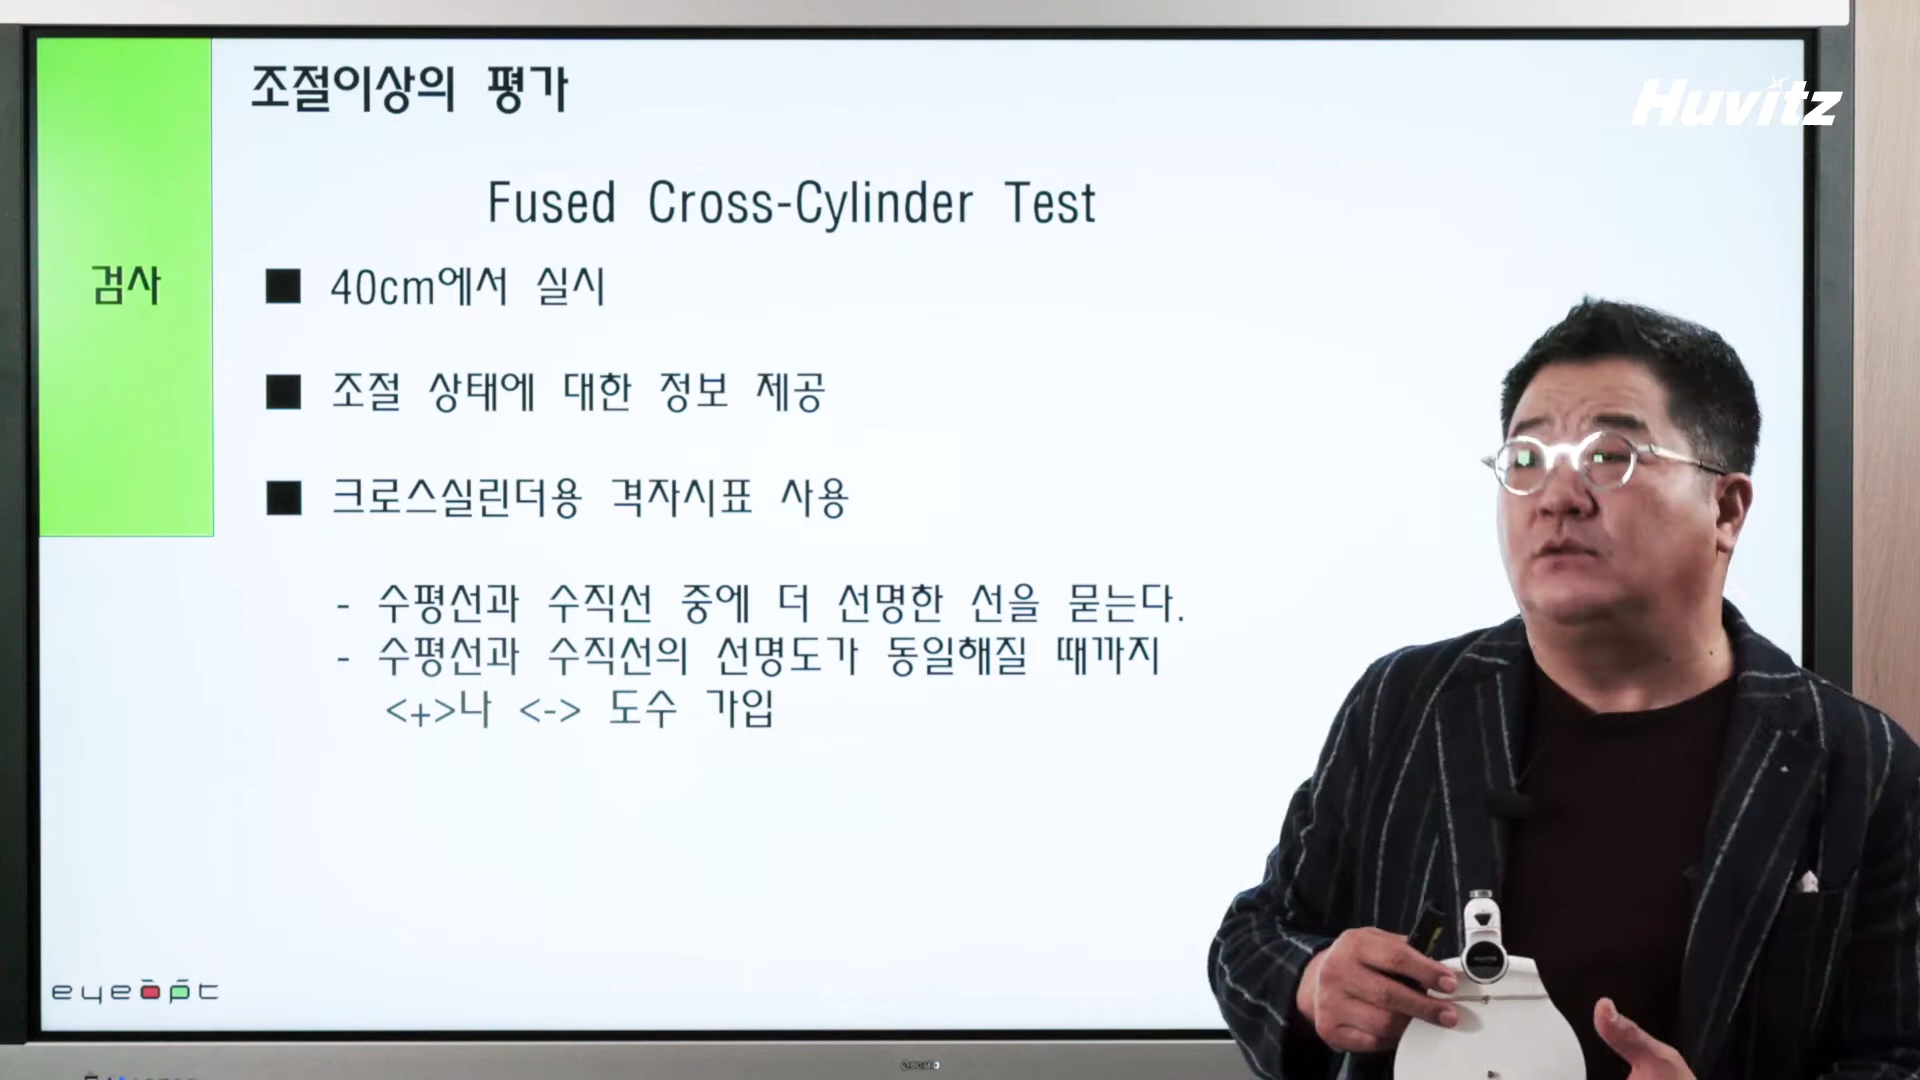 조절이상의 평가
Huvitz
Fused Cross-Cylinder Test
검사
■ 40cm에서 실시
■ 조절 상태에 대한 정보 제공
■ 크로스실린더용 격자시표 사용
- 수평선과 수직선 중에 더 선명한 선을 묻는다.
- 수평선과 수직선의 선명도가 동일해질 때까지
<+>나 <-> 도수 가입
eyeopt